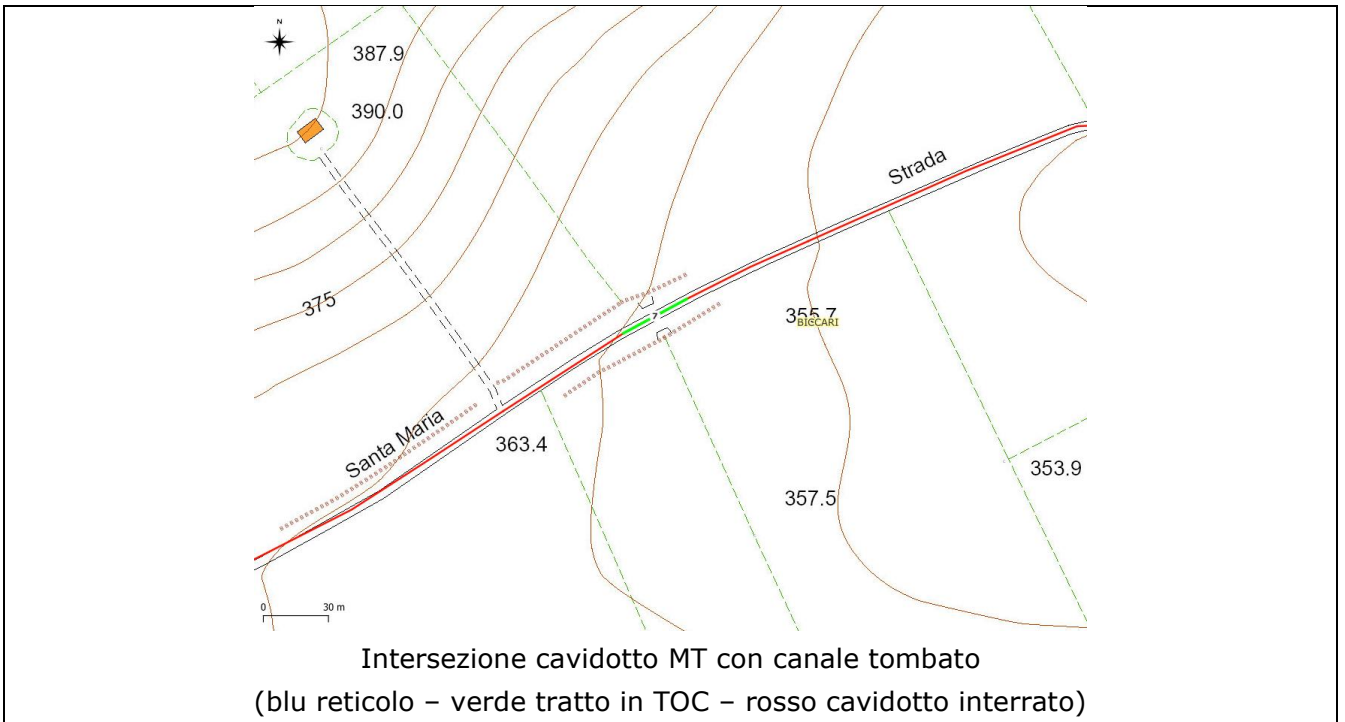 N
387.9
390.0
Strada
375
7
355.7
BICCARI
Santa Maria
363.4
353.9
357.5
0 30 m
Intersezione cavidotto MT con canale tombato
(blu reticolo – verde tratto in TOC – rosso cavidotto interrato)